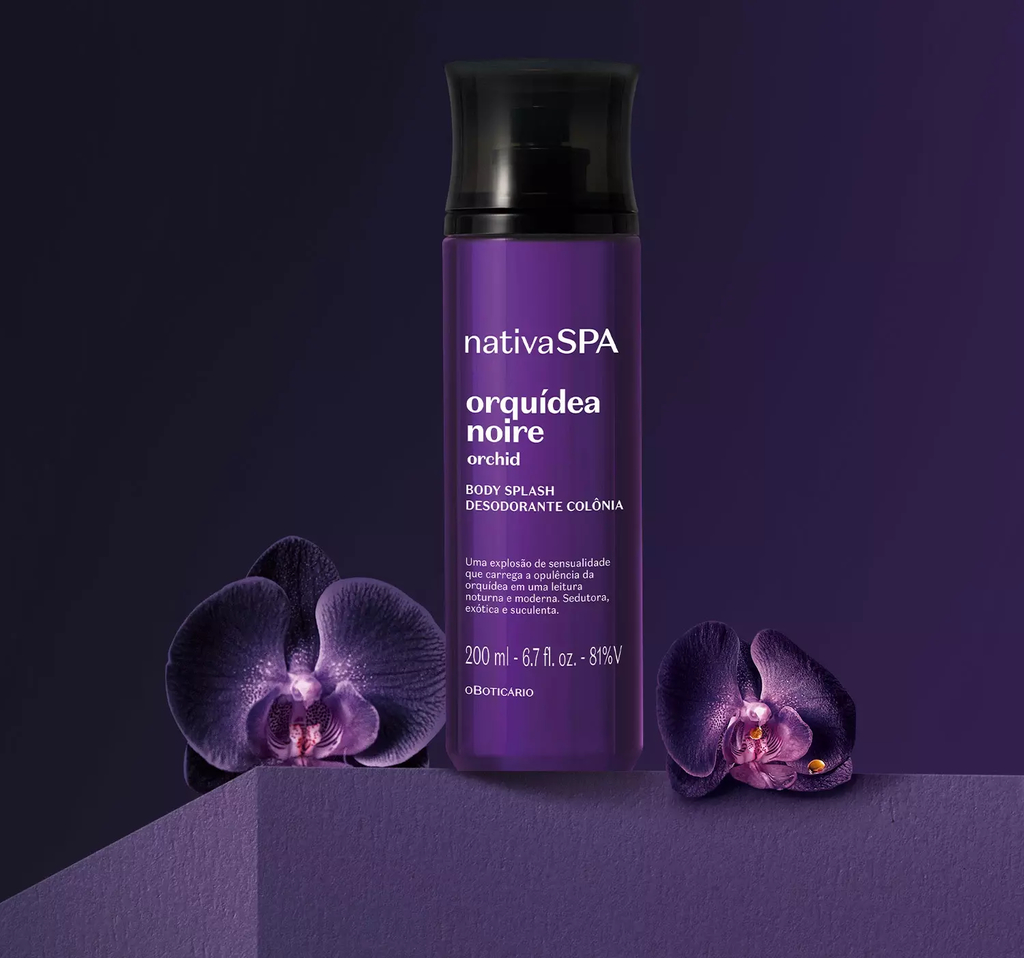 nativaSPA
orquídea
noire
orchid
BODY SPLASH
DESODORANTE COLÔNIA
Uma explosão de sensualidade
que carrega a opulência da
orquídea em uma leitura
noturna e moderna. Sedutora,
exótica e suculenta.
200 ml - 6.7 fl. oz. - 81%V
oBOTICÁRIO